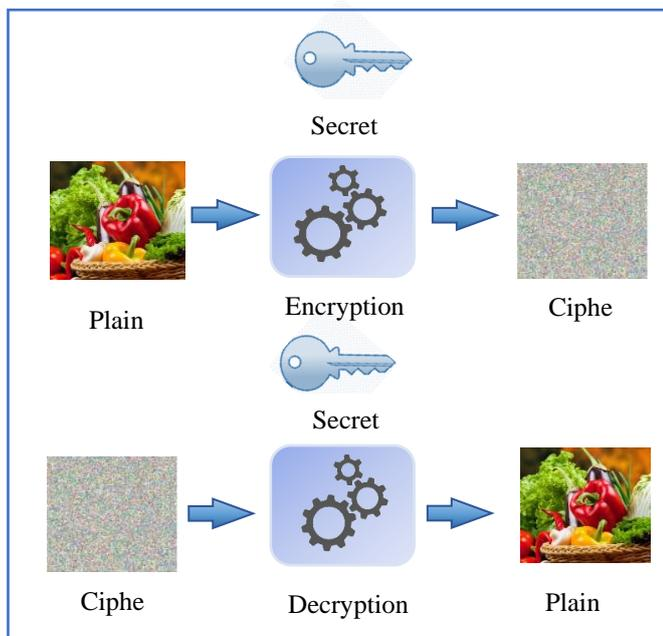 Secret
Plain
Encryption
Ciphe
Secret
Ciphe
Decryption
Plain